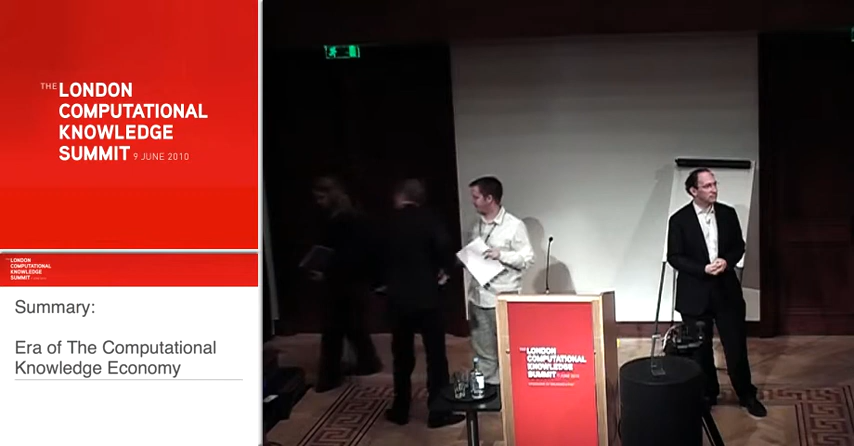 THE LONDON
COMPUTATIONAL
KNOWLEDGE
SUMMIT 9 JUNE 2010
THE LONDON
COMPUTATIONAL
KNOWLEDGE
SUMMIT
Summary:
Era of The Computational
Knowledge Economy
THE LONDON
COMPUTATIONAL
KNOWLEDGE
SUMMIT